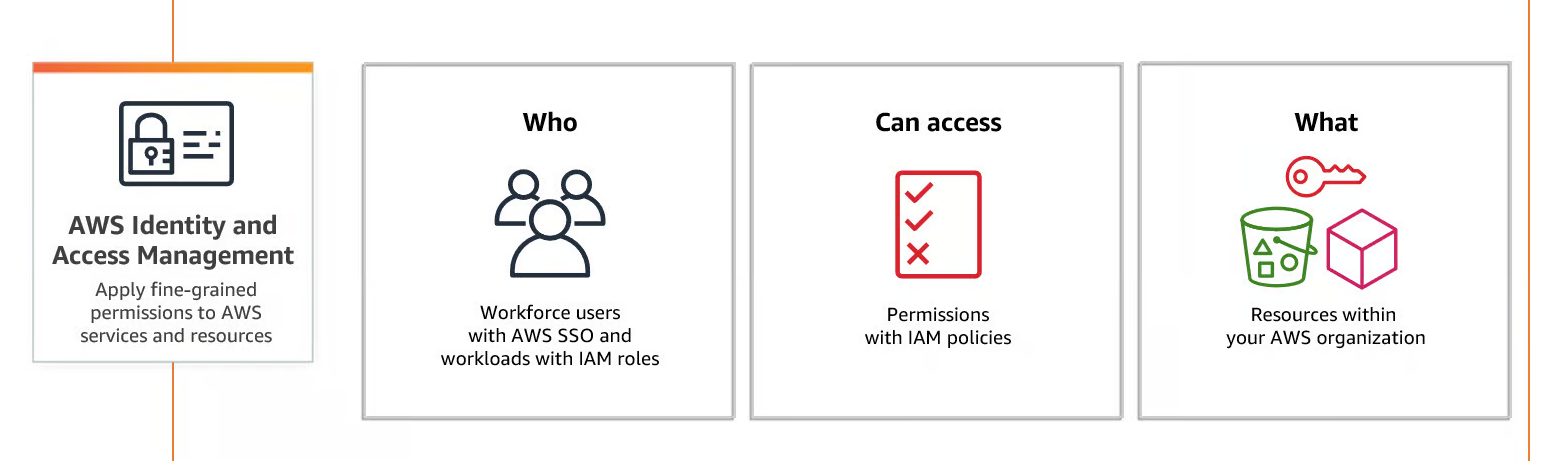 AWS Identity and
Access Management
Apply fine-grained
permissions to AWS
services and resources
Who
Workforce users
with AWS SSO and
workloads with IAM roles
Can access
Permissions
with IAM policies
What
Resources within
your AWS organization